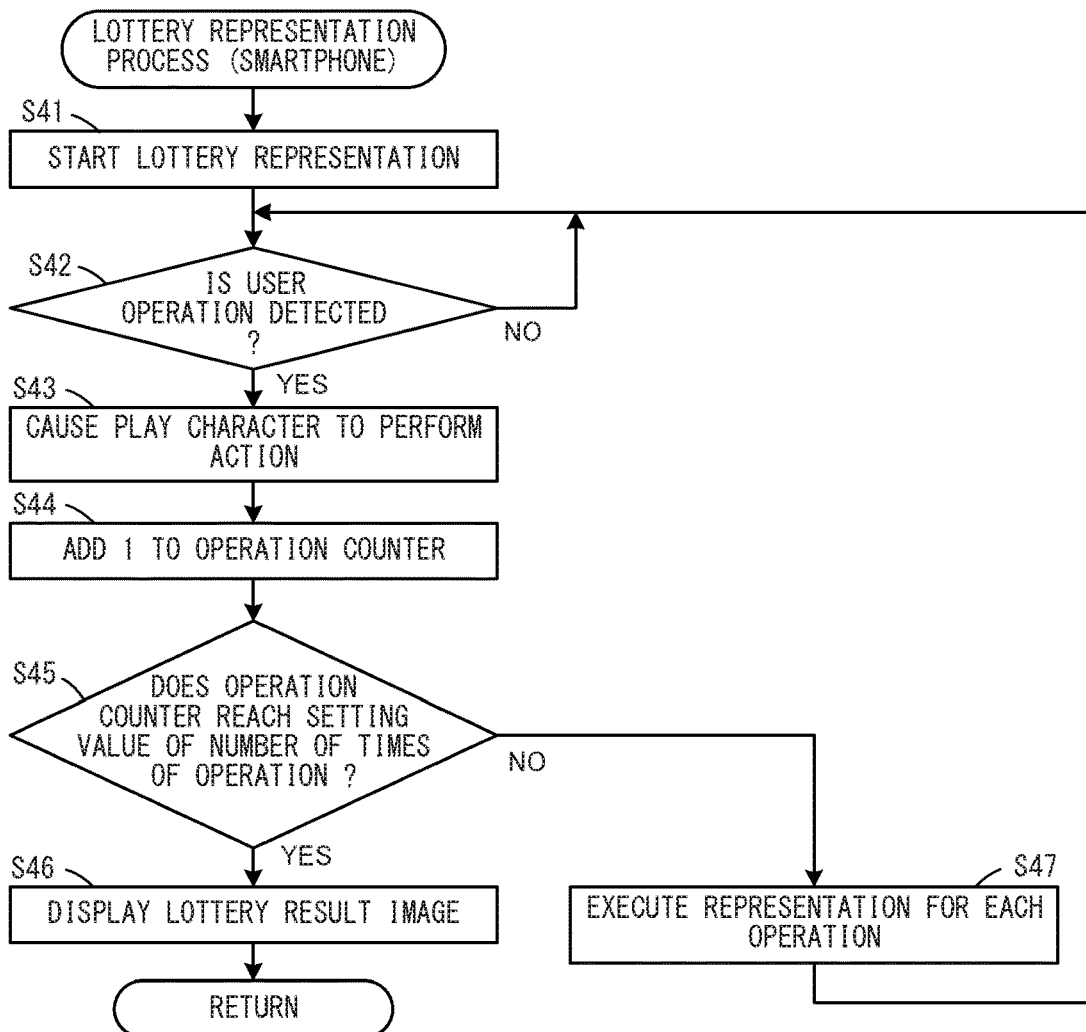 LOTTERY REPRESENTATION
PROCESS (SMARTPHONE)
S41
START LOTTERY REPRESENTATION
S42
IS USER
OPERATION DETECTED
?
NO
YES
S43
CAUSE PLAY CHARACTER TO PERFORM
ACTION
S44
ADD 1 TO OPERATION COUNTER
S45
DOES OPERATION
COUNTER REACH SETTING
VALUE OF NUMBER OF TIMES
OF OPERATION ?
NO
YES
S46
DISPLAY LOTTERY RESULT IMAGE
S47
EXECUTE REPRESENTATION FOR EACH
OPERATION
RETURN